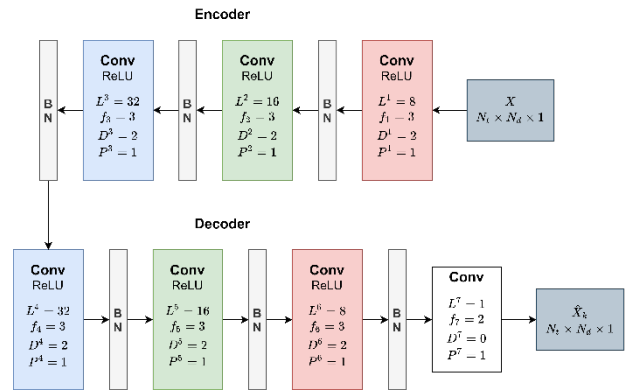 Encoder
B
N
Conv
ReLU
L³ = 32
f₃ − 3
D³ − 2
P³ = 1
B
N
Conv
ReLU
L² = 16
f₂ − 3
D² − 2
P² = 1
B
N
Conv
ReLU
L¹ = 8
f₁ − 3
D¹ − 2
P¹ = 1
X
Nₜ × N_d × 1
Decoder
Conv
ReLU
L⁴ − 32
f₄ = 3
D⁴ = 2
P⁴ = 1
B
N
Conv
ReLU
L⁵ − 16
f₅ = 3
D⁵ = 2
P⁵ − 1
B
N
Conv
ReLU
L⁶ − 8
f₆ = 3
D⁶ = 2
P⁶ − 1
B
N
Conv
L⁷ − 1
f₇ = 2
D⁷ = 0
P⁷ − 1
X̂ₖ
Nₜ × N_d × 1